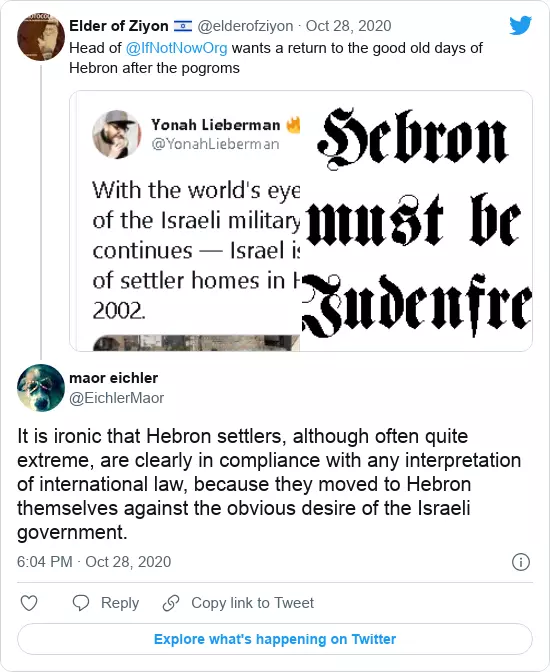 Elder of Ziyon 🇮🇱 @elderofziyon · Oct 28, 2020
Head of @IfNotNowOrg wants a return to the good old days of
Hebron after the pogroms
Yonah Lieberman 🔥
@YonahLieberman
With the world's eye
of the Israeli military
continues — Israel is
of settler homes in H
2002.
Hebron
must be
Judenfre
maor eichler
@EichlerMaor
It is ironic that Hebron settlers, although often quite
extreme, are clearly in compliance with any interpretation
of international law, because they moved to Hebron
themselves against the obvious desire of the Israeli
government.
6:04 PM · Oct 28, 2020
Reply
Copy link to Tweet
Explore what's happening on Twitter